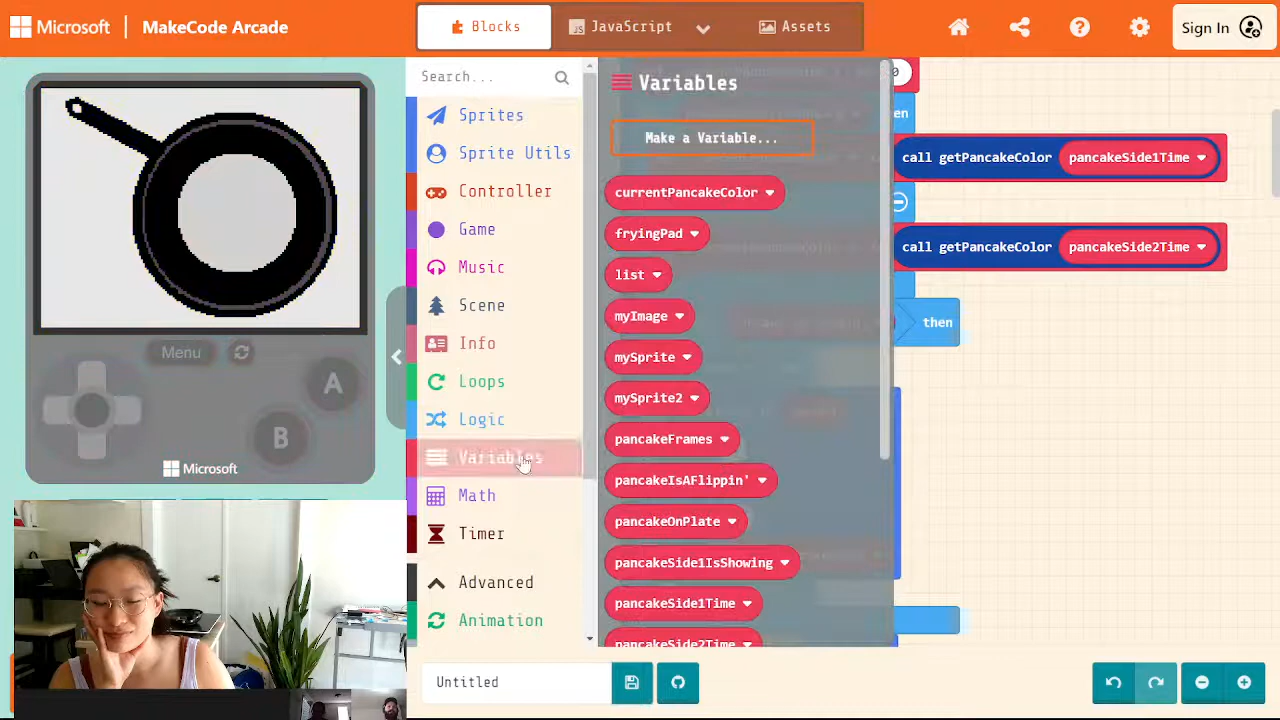 Microsoft
MakeCode Arcade
Blocks
JavaScript
Assets
Sign In
Search...
Sprites
Sprite Utils
Controller
Game
Music
Scene
Info
Loops
Logic
Variables
Math
Timer
Advanced
Animation
Variables
Make a Variable...
currentPancakeColor
fryingPad
list
myImage
mySprite
mySprite2
pancakeFrames
pancakeIsAFlippin'
pancakeOnPlate
pancakeSide1IsShowing
pancakeSide1Time
pancakeSide2Time
call getPancakeColor pancakeSide1Time
call getPancakeColor pancakeSide2Time
then
Menu
A
B
Microsoft
Untitled